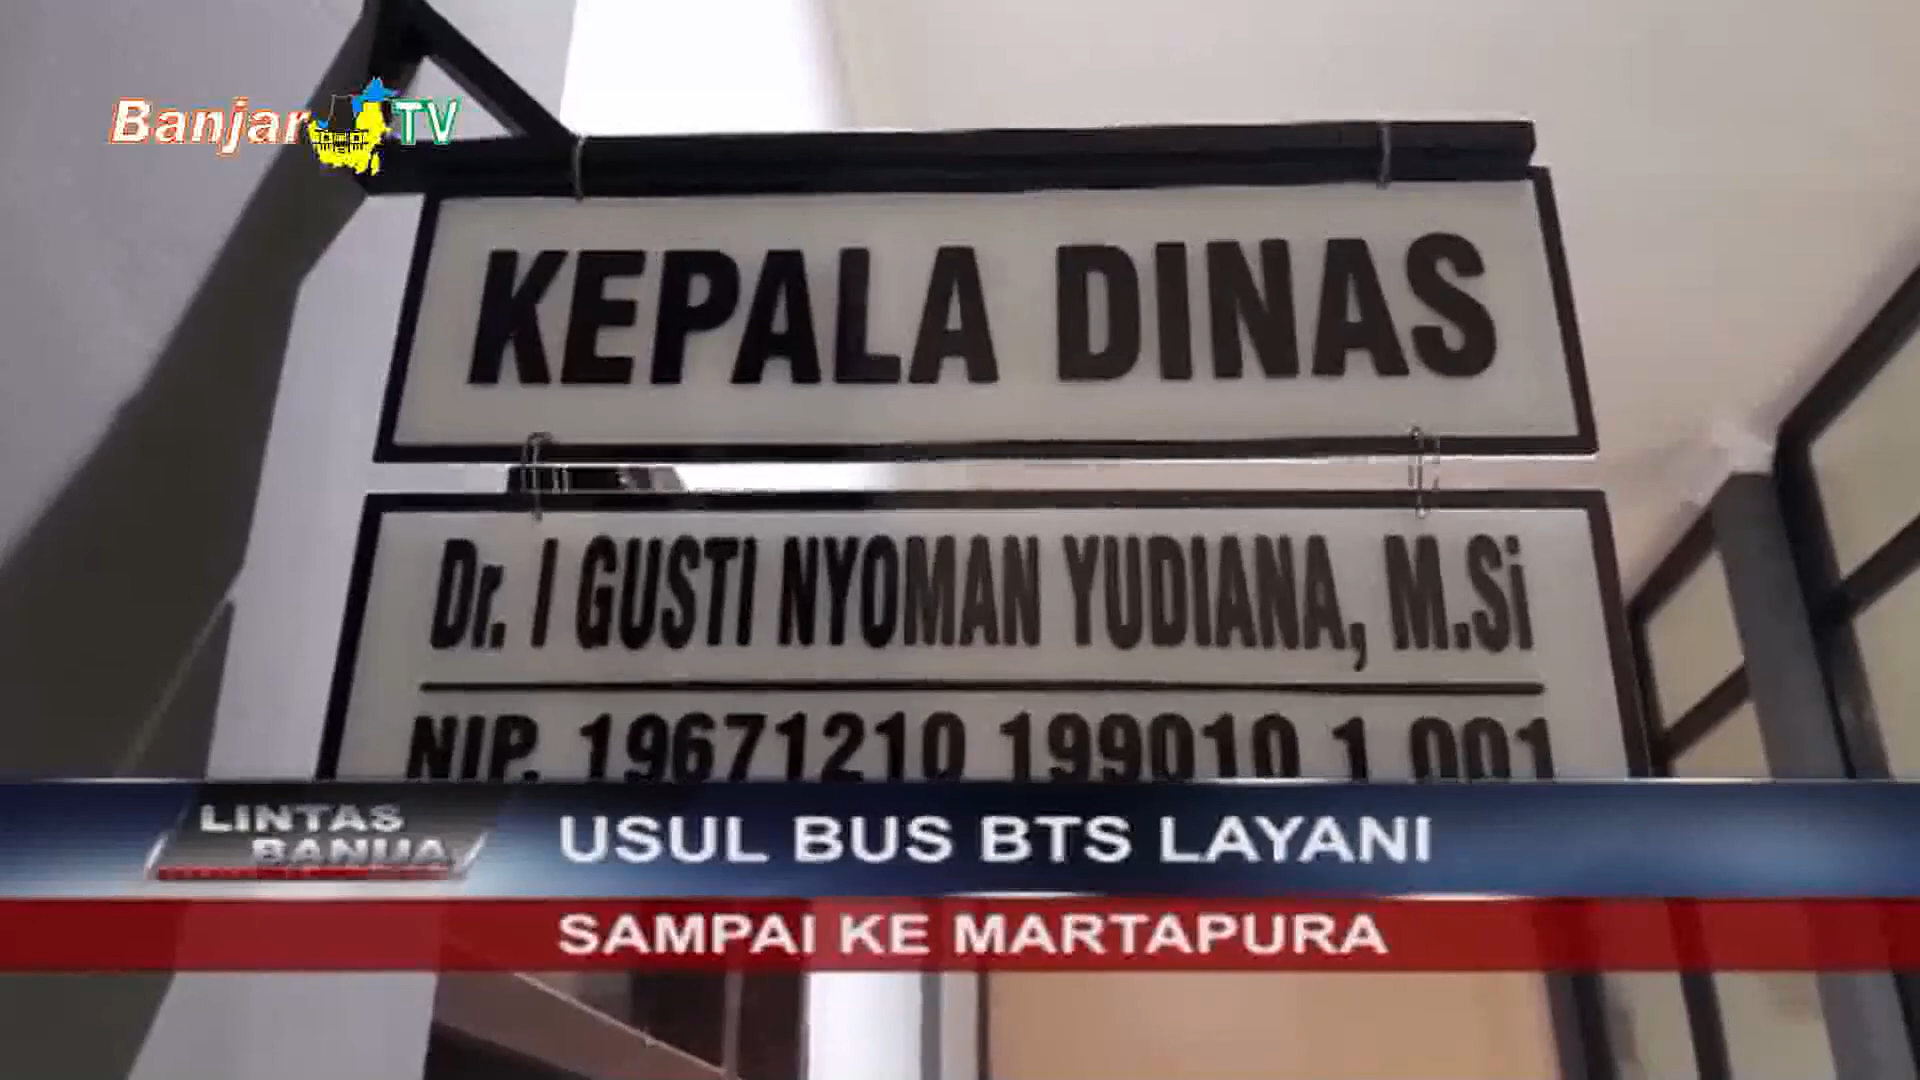 Banjar TV
KEPALA DINAS
Dr. I GUSTI NYOMAN YUDIANA, M.Si
NIP. 19671210 199010 1 001
LINTAS
BANUA
USUL BUS BTS LAYANI
SAMPAI KE MARTAPURA